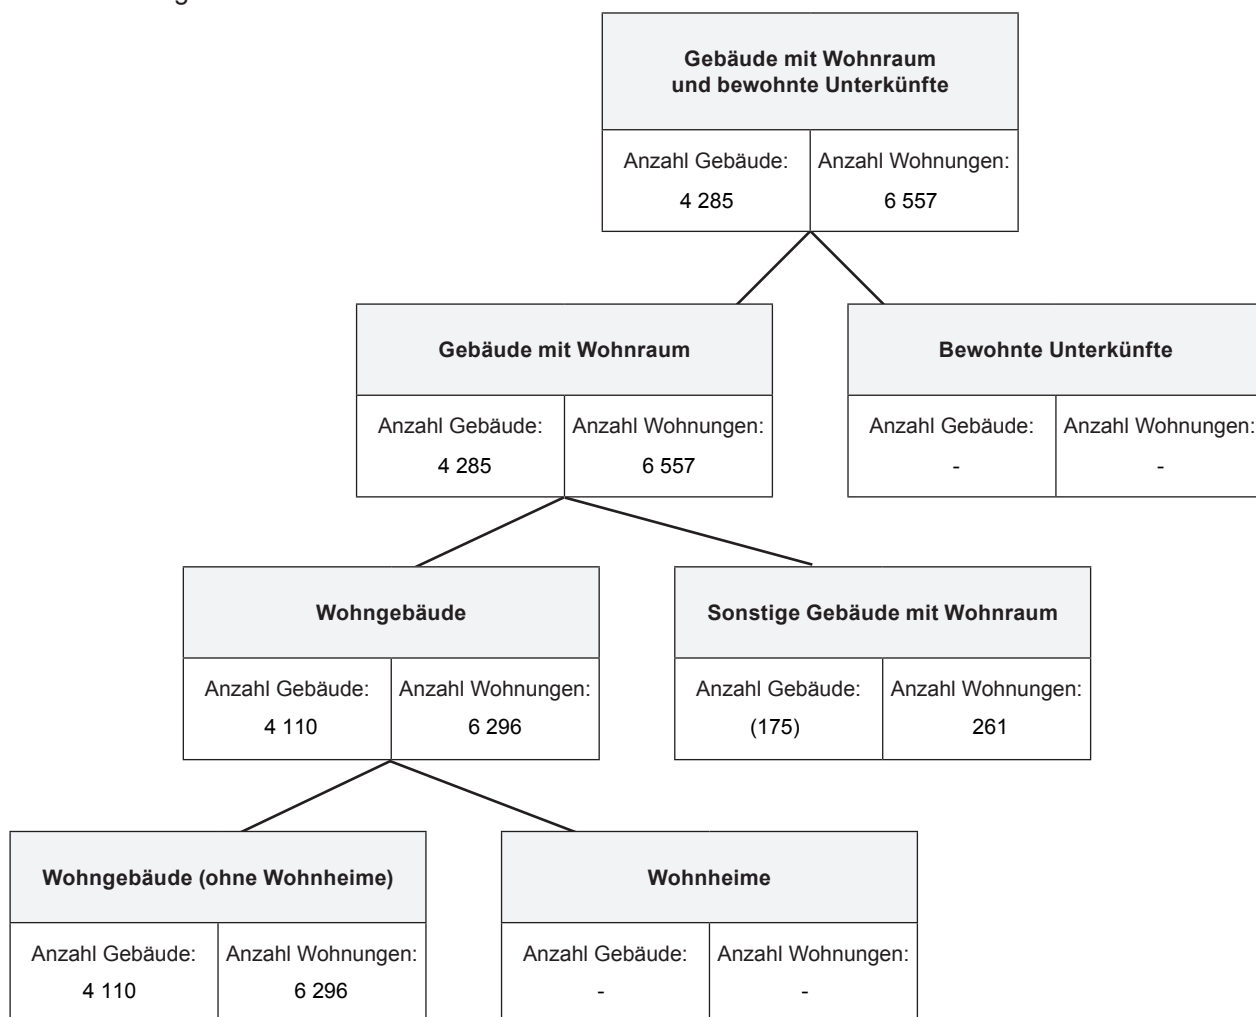 Gebäude mit Wohnraum
und bewohnte Unterkünfte
Anzahl Gebäude: Anzahl Wohnungen:
4 285 6 557
Gebäude mit Wohnraum Bewohnte Unterkünfte
Anzahl Gebäude: Anzahl Wohnungen: Anzahl Gebäude: Anzahl Wohnungen:
4 285 6 557 - -
Wohngebäude Sonstige Gebäude mit Wohnraum
Anzahl Gebäude: Anzahl Wohnungen: Anzahl Gebäude: Anzahl Wohnungen:
4 110 6 296 (175) 261
Wohngebäude (ohne Wohnheime) Wohnheime
Anzahl Gebäude: Anzahl Wohnungen: Anzahl Gebäude: Anzahl Wohnungen:
4 110 6 296 - -